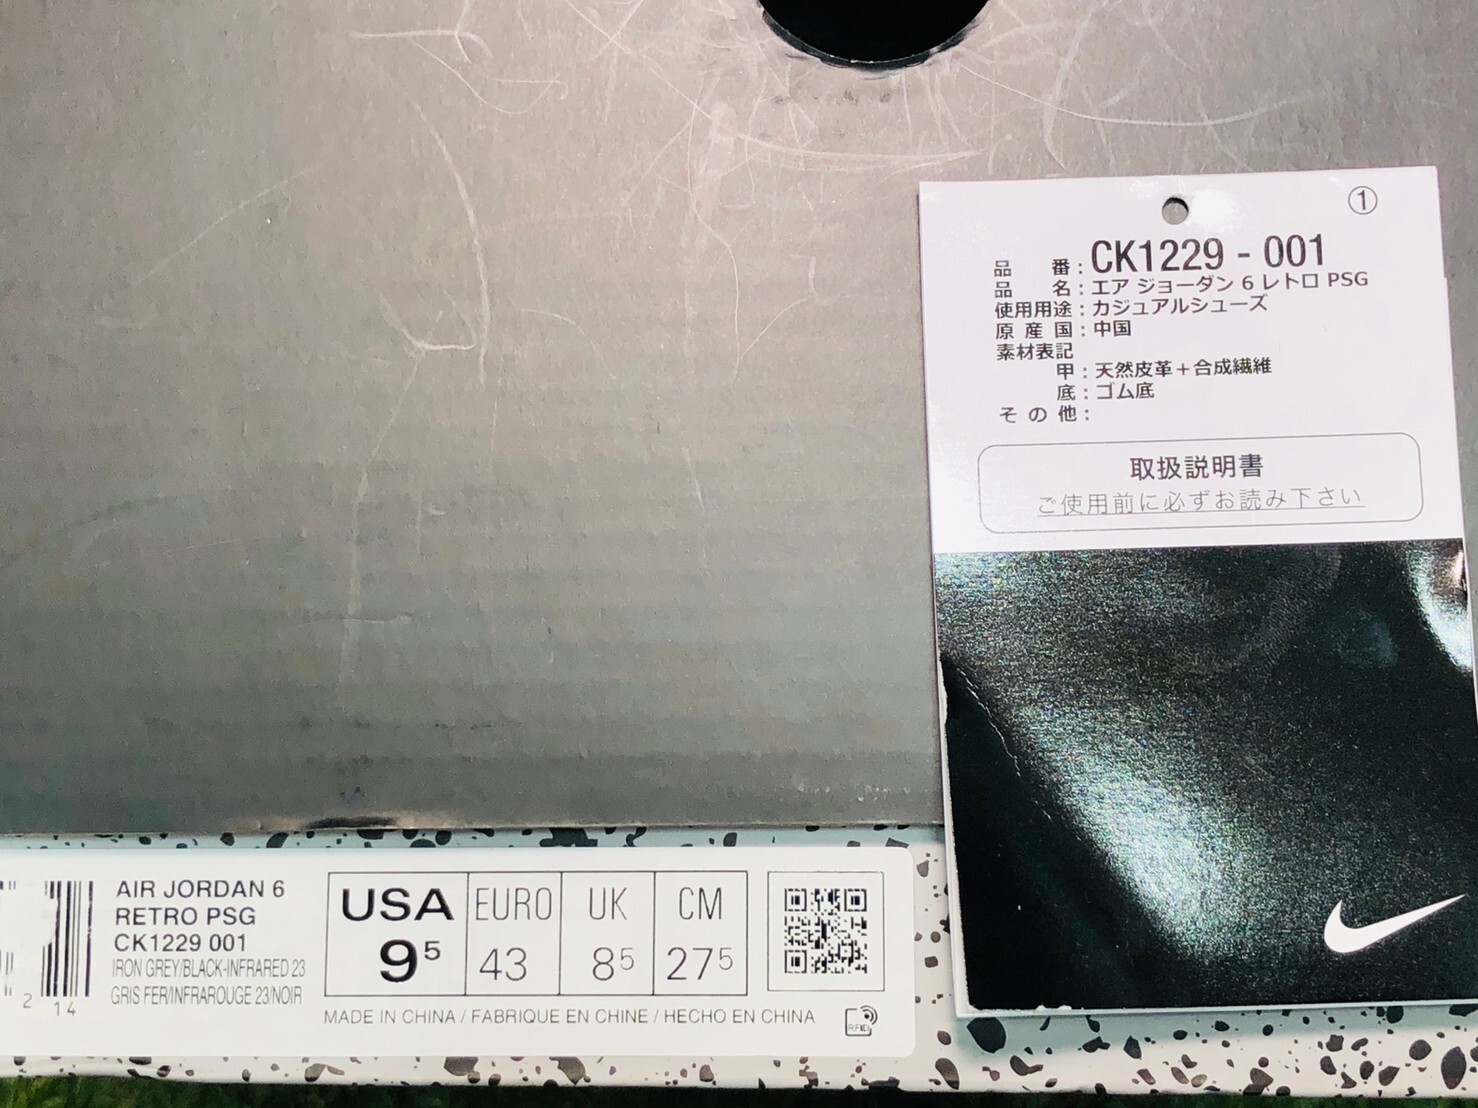 ①
品 番 : CK1229 - 001
品 名 : エア ジョーダン 6 レトロ PSG
使用用途 : カジュアルシューズ
原 産 国 : 中国
素材表記
甲 : 天然皮革+合成繊維
底 : ゴム底
そ の 他 :
取扱説明書
ご使用前に必ずお読み下さい
AIR JORDAN 6
RETRO PSG
CK1229 001
IRON GREY/BLACK-INFRARED 23
GRIS FER/INFRAROUGE 23/NOIR
2 14
USA EURO UK CM
9⁵ 43 8⁵ 27⁵
MADE IN CHINA / FABRIQUE EN CHINE / HECHO EN CHINA
RFID